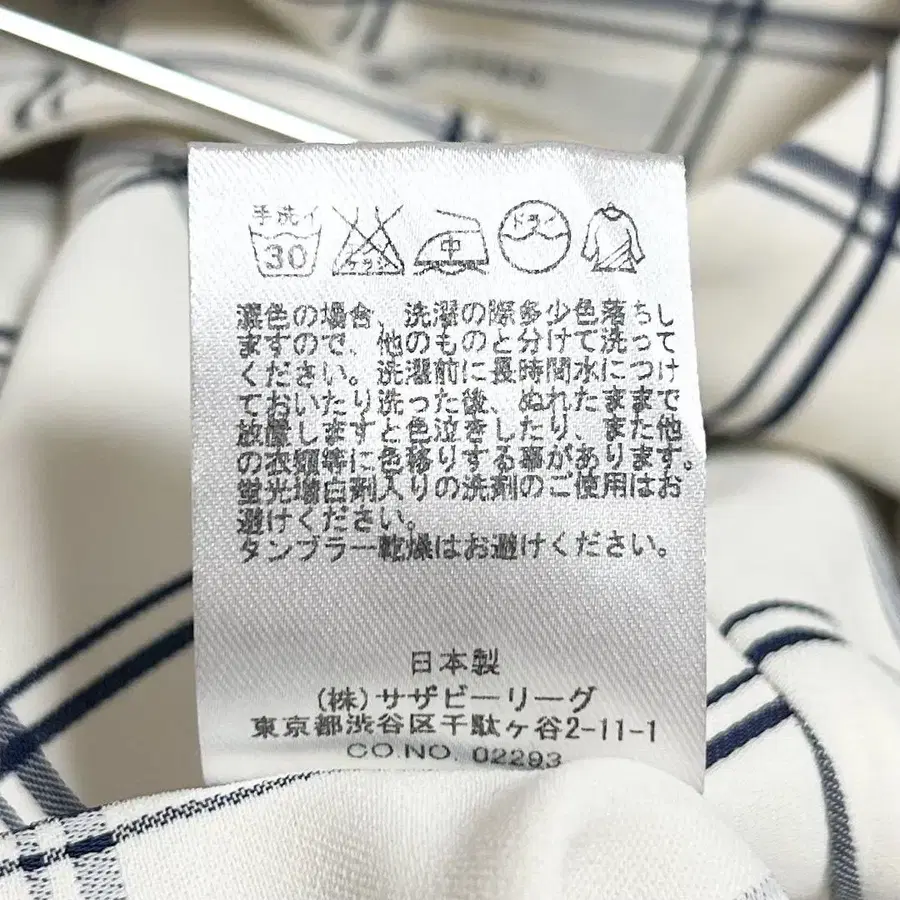 手洗イ
30
エンソサラシ
中
ドライ
濃色の場合、洗濯の際多少色落ちし
ますので、他のものと分けて洗って
ください。洗濯前に長時間水につけ
ておいたり洗った後、ぬれたままで
放慢しますと色泣きしたり、また他
の衣類等に色移りする事があります。
蛍光増白剤入りの洗剤のご使用はお
避けください。
タンブラー乾燥はお避けください。
日本製
(株)サザビーリーグ
東京都渋谷区千駄ヶ谷2-11-1
CO.NO. 02293